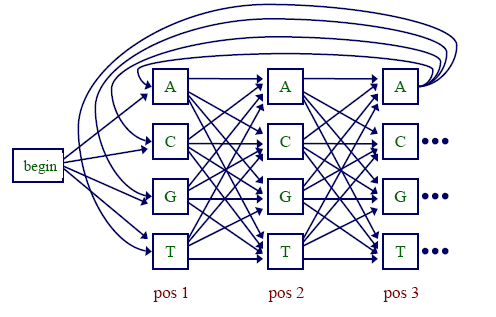 A A A
C C C
begin
G G G
T T T
pos 1 pos 2 pos 3